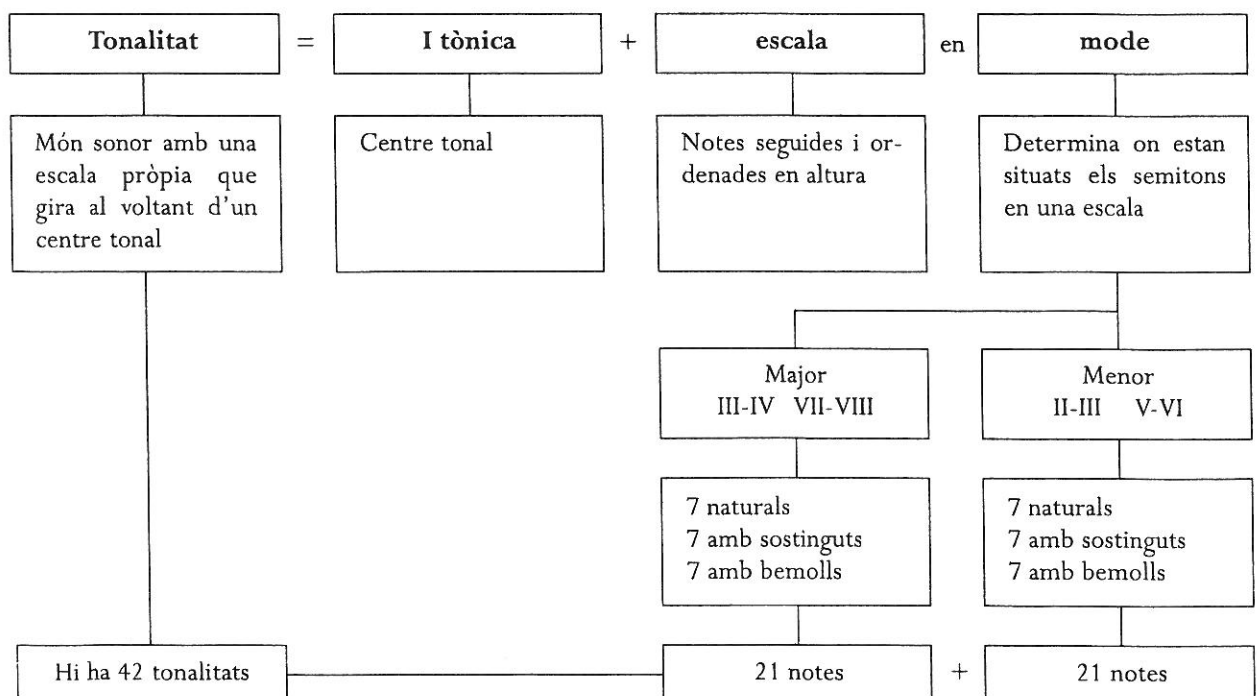 Tonalitat = I tònica + escala en mode
Món sonor amb una
escala pròpia que
gira al voltant d'un
centre tonal
Centre tonal
Notes seguides i or-
denades en altura
Determina on estan
situats els semitons
en una escala
Major
III-IV VII-VIII
Menor
II-III V-VI
7 naturals
7 amb sostinguts
7 amb bemolls
7 naturals
7 amb sostinguts
7 amb bemolls
Hi ha 42 tonalitats
21 notes + 21 notes